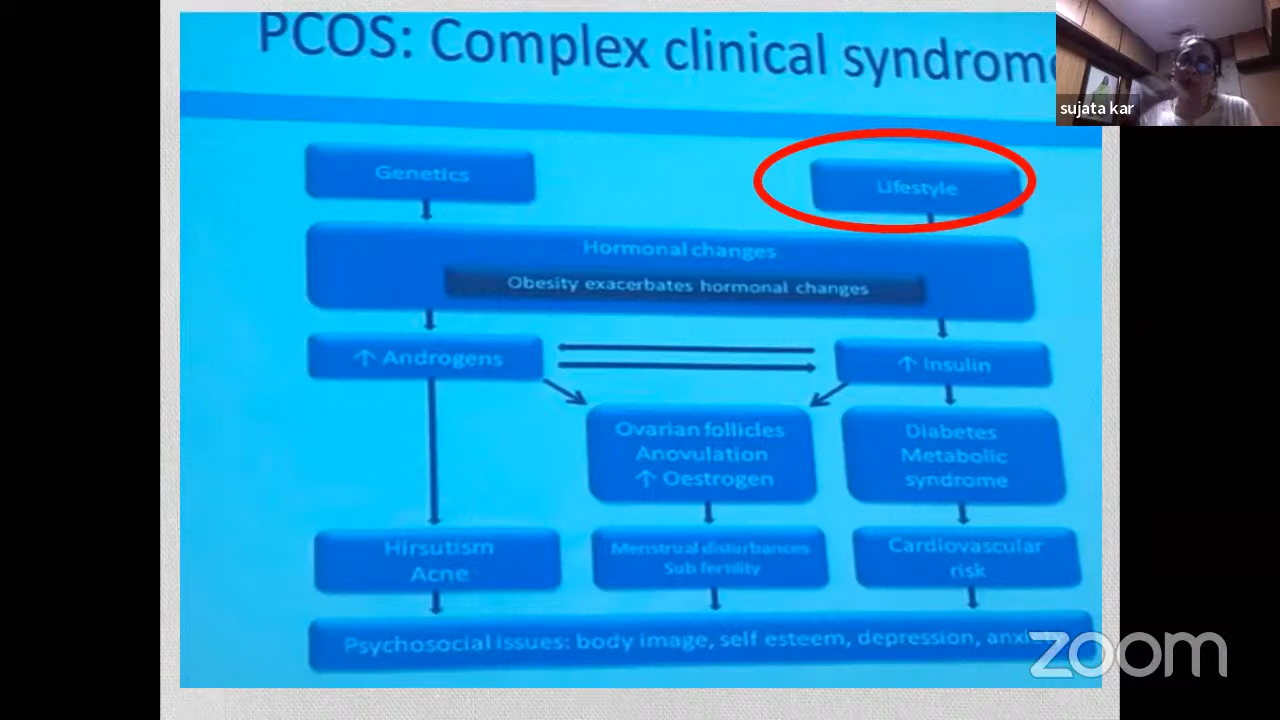 PCOS: Complex clinical syndrome
sujata kar
Genetics
Lifestyle
Hormonal changes
Obesity exacerbates hormonal changes
↑ Androgens
↑ Insulin
Ovarian follicles
Anovulation
↑ Oestrogen
Diabetes
Metabolic
syndrome
Hirsutism
Acne
Menstrual disturbances
Sub fertility
Cardiovascular
risk
Psychosocial issues: body image, self esteem, depression,
zoom